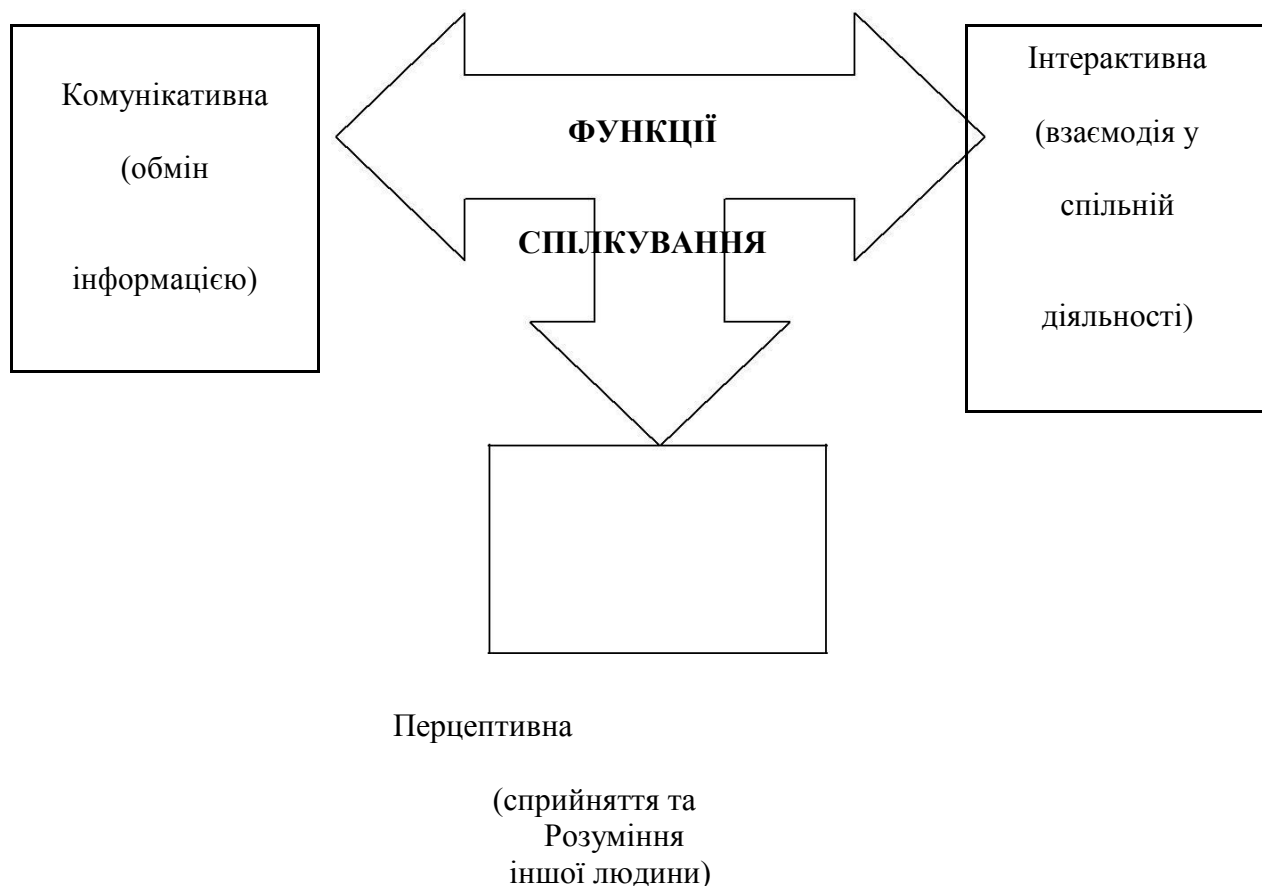 Комунікативна
(обмін
інформацією)
ФУНКЦІЇ
СПІЛКУВАННЯ
Інтерактивна
(взаємодія у
спільній
діяльності)
Перцептивна
(сприйняття та
Розуміння
іншої людини)